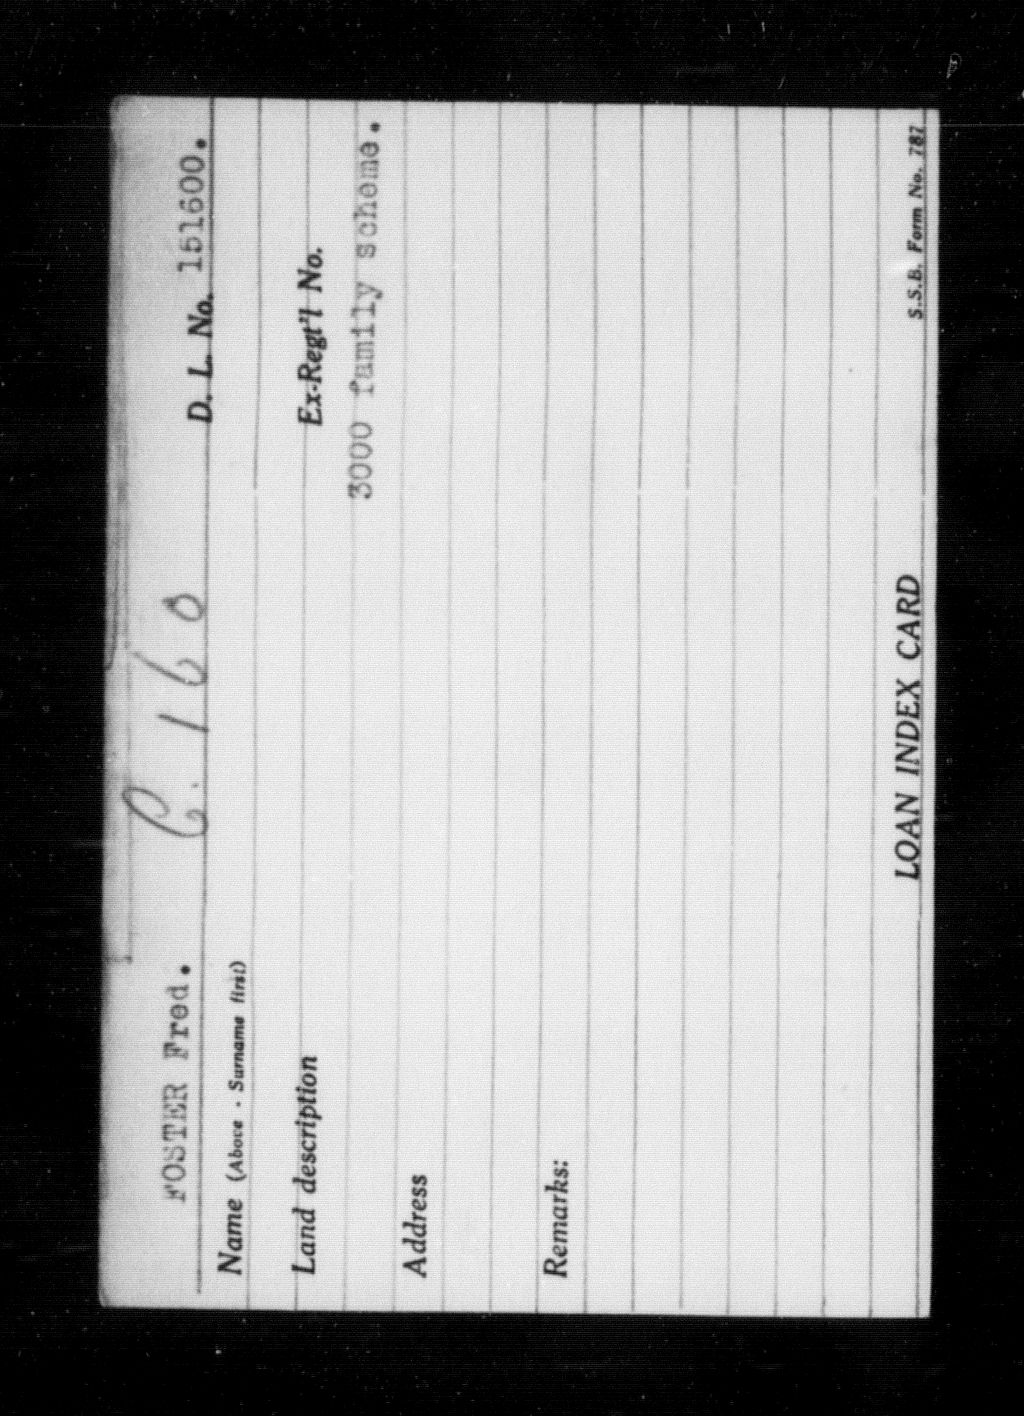 FOSTER Fred. C. 160 D. L. No. 151600.
Name (Above - Surname first)
Land description Ex-Regt'l No.
3000 family scheme.
Address
Remarks:
LOAN INDEX CARD S.S.B. Form No. 787